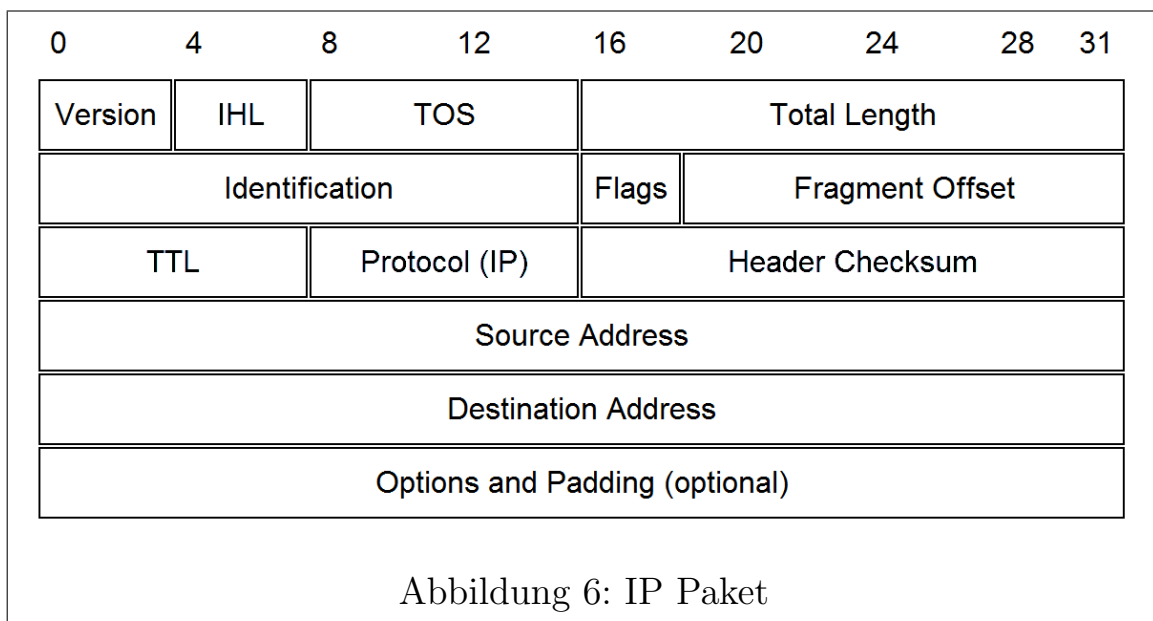 0 4 8 12 16 20 24 28 31
Version IHL TOS Total Length
Identification Flags Fragment Offset
TTL Protocol (IP) Header Checksum
Source Address
Destination Address
Options and Padding (optional)
Abbildung 6: IP Paket